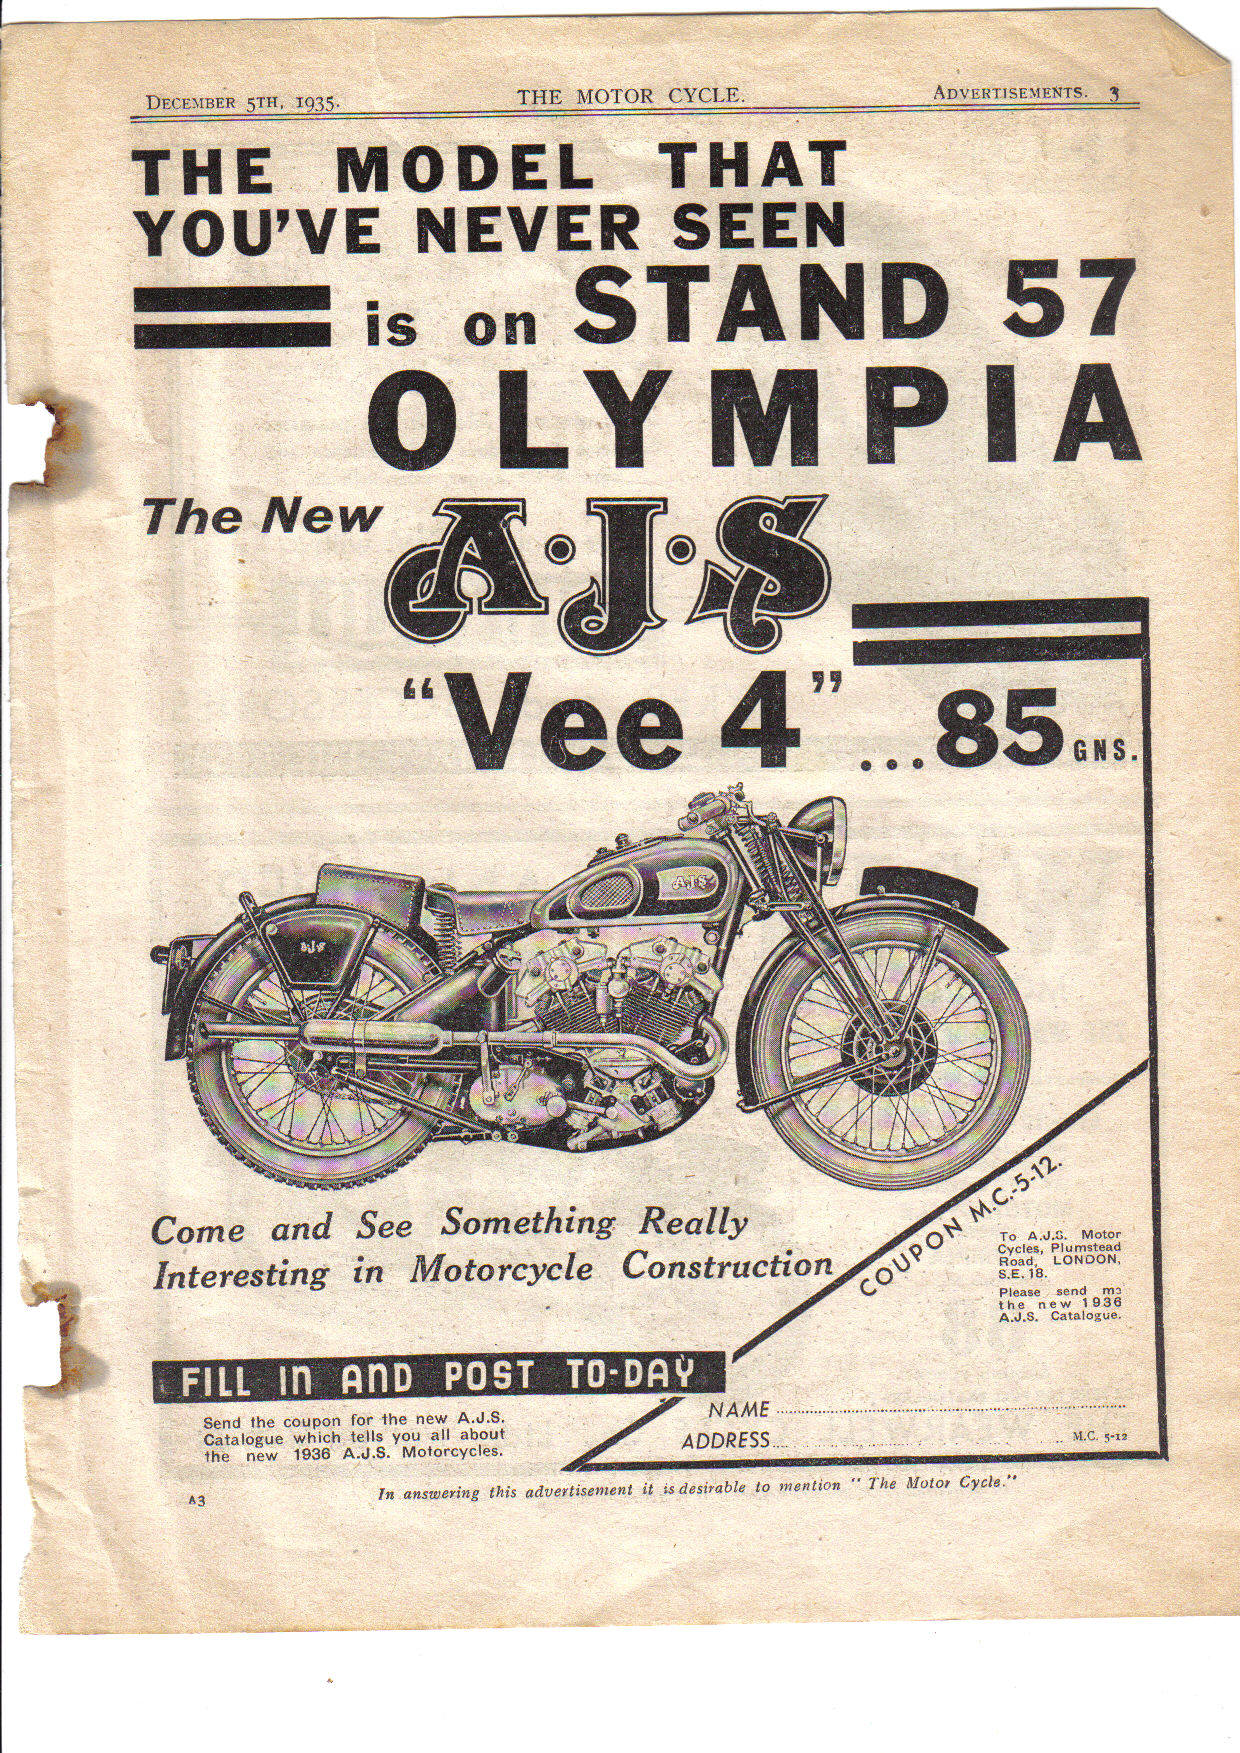 DECEMBER 5TH, 1935. THE MOTOR CYCLE. ADVERTISEMENTS. 3
THE MODEL THAT
YOU'VE NEVER SEEN
is on STAND 57
OLYMPIA
The New A·J·S
“Vee 4” ...85 GNS.
AJS
A.J.S
Come and See Something Really
Interesting in Motorcycle Construction
COUPON M.C.-5-12.
To A.J.S. Motor
Cycles, Plumstead
Road, LONDON,
S.E.18.
Please send me
the new 1936
A.J.S. Catalogue.
FILL IN AND POST TO-DAY
Send the coupon for the new A.J.S.
Catalogue which tells you all about
the new 1936 A.J.S. Motorcycles.
NAME
ADDRESS M.C. 5-12
In answering this advertisement it is desirable to mention “The Motor Cycle.”
A3